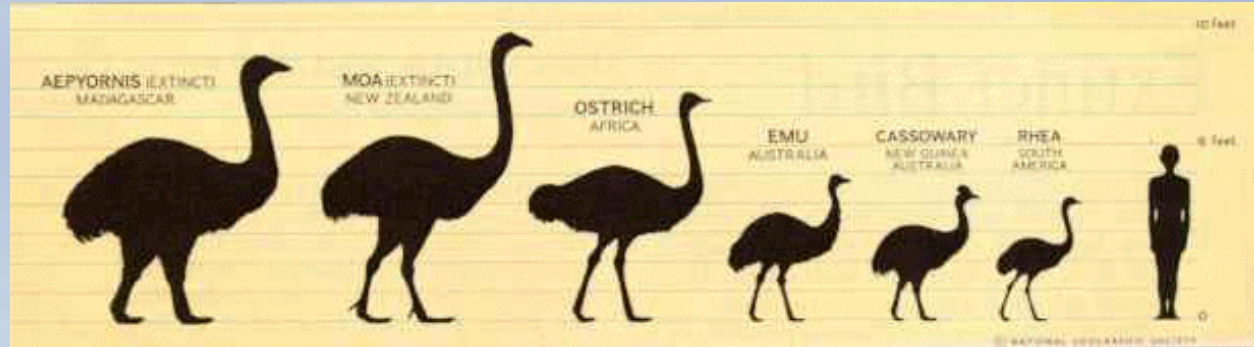 10 feet
AEPYORNIS (EXTINCT)
MADAGASCAR
MOA (EXTINCT)
NEW ZEALAND
OSTRICH
AFRICA
EMU
AUSTRALIA
CASSOWARY
NEW GUINEA
AUSTRALIA
RHEA
SOUTH
AMERICA
6 feet
0
© NATIONAL GEOGRAPHIC SOCIETY